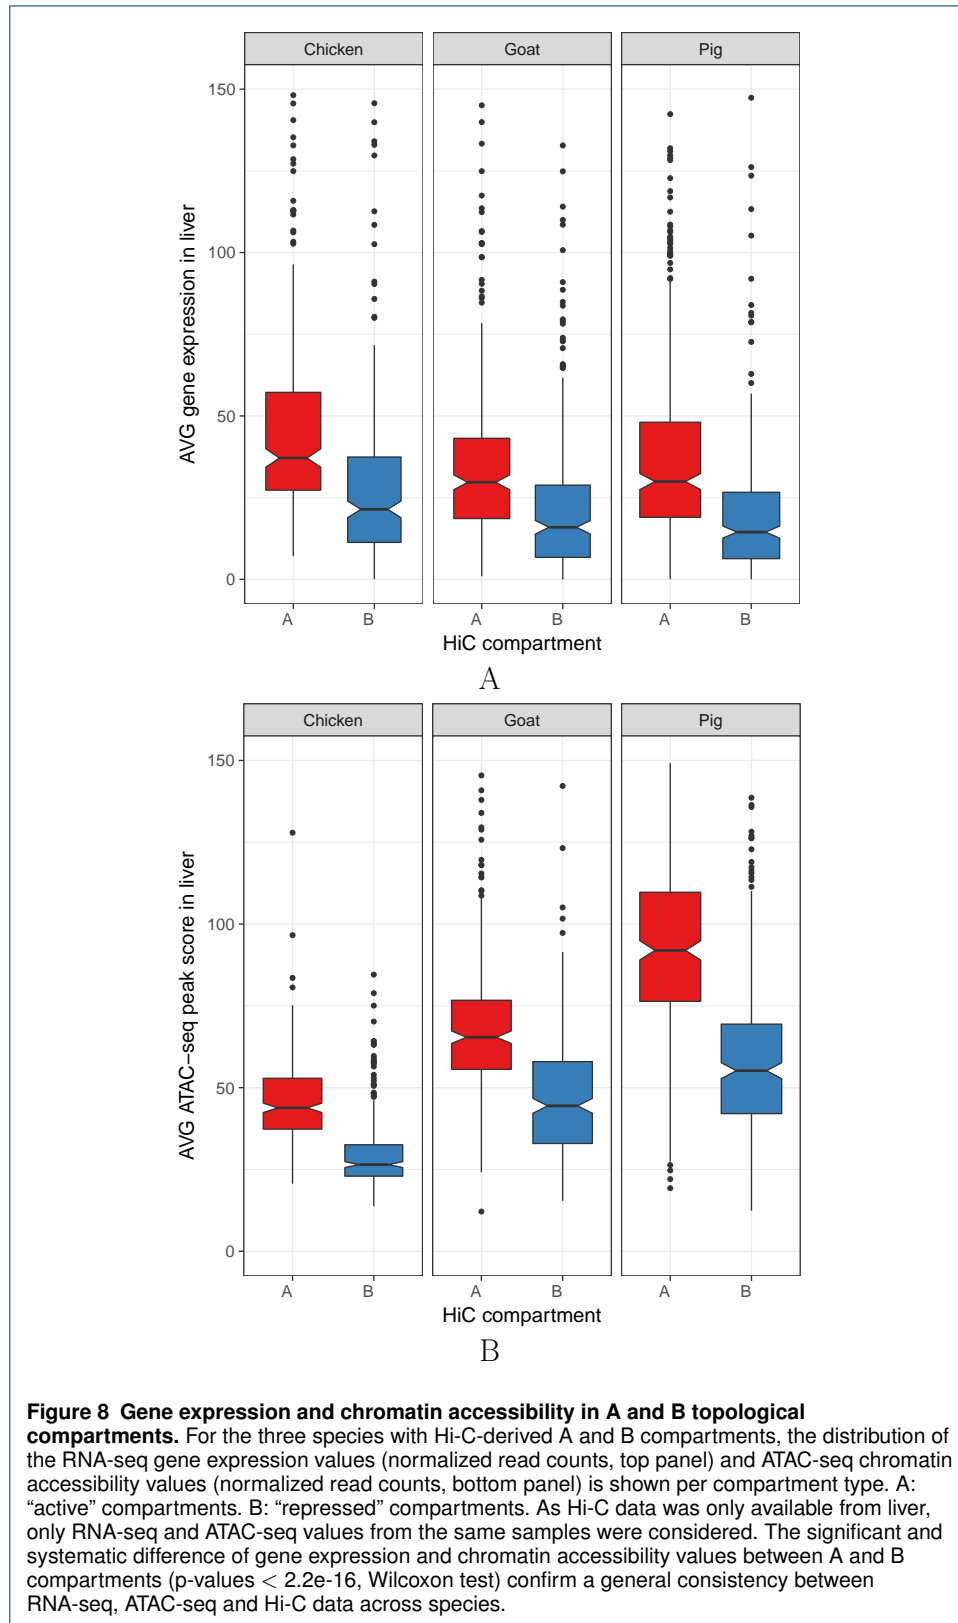 Chicken Goat Pig
150
100
50
0
AVG gene expression in liver
A B A B A B
HiC compartment
A
Chicken Goat Pig
150
100
50
0
AVG ATAC−seq peak score in liver
A B A B A B
HiC compartment
B
Figure 8 Gene expression and chromatin accessibility in A and B topological
compartments. For the three species with Hi-C-derived A and B compartments, the distribution of
the RNA-seq gene expression values (normalized read counts, top panel) and ATAC-seq chromatin
accessibility values (normalized read counts, bottom panel) is shown per compartment type. A:
“active” compartments. B: “repressed” compartments. As Hi-C data was only available from liver,
only RNA-seq and ATAC-seq values from the same samples were considered. The significant and
systematic difference of gene expression and chromatin accessibility values between A and B
compartments (p-values < 2.2e-16, Wilcoxon test) confirm a general consistency between
RNA-seq, ATAC-seq and Hi-C data across species.